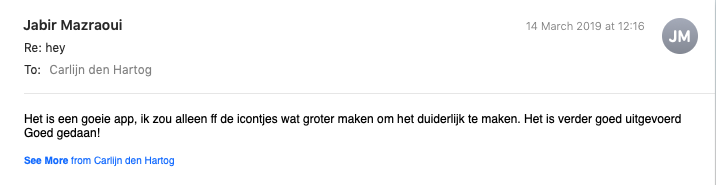 Jabir Mazraoui
14 March 2019 at 12:16
JM
Re: hey
To: Carlijn den Hartog
Het is een goeie app, ik zou alleen ff de icontjes wat groter maken om het duiderlijk te maken. Het is verder goed uitgevoerd
Goed gedaan!
See More from Carlijn den Hartog